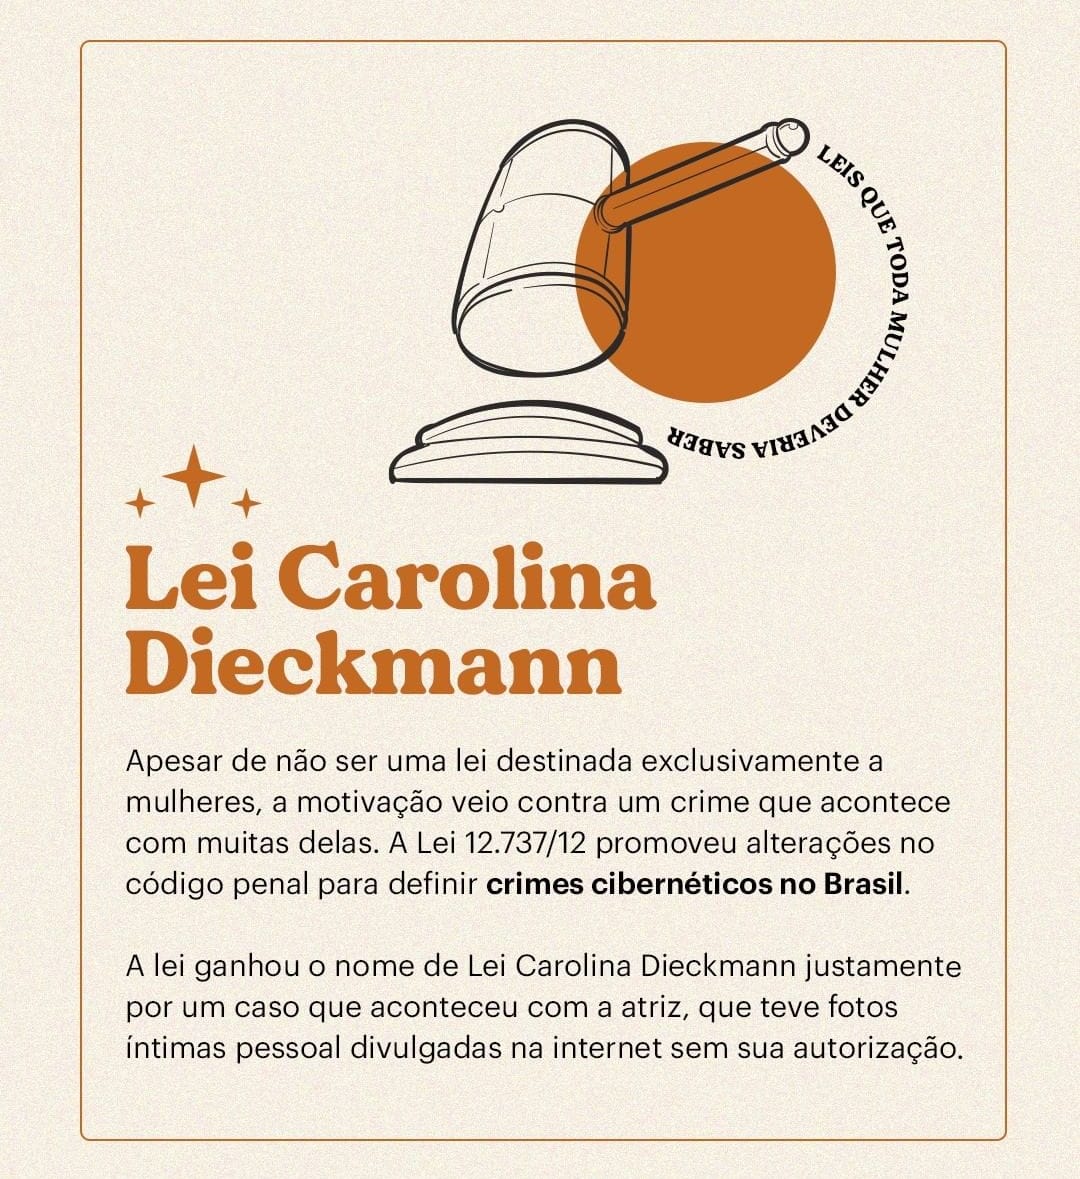 LEIS QUE TODA MULHER DEVERIA SABER
Lei Carolina
Dieckmann
Apesar de não ser uma lei destinada exclusivamente a
mulheres, a motivação veio contra um crime que acontece
com muitas delas. A Lei 12.737/12 promoveu alterações no
código penal para definir crimes cibernéticos no Brasil.
A lei ganhou o nome de Lei Carolina Dieckmann justamente
por um caso que aconteceu com a atriz, que teve fotos
íntimas pessoal divulgadas na internet sem sua autorização.